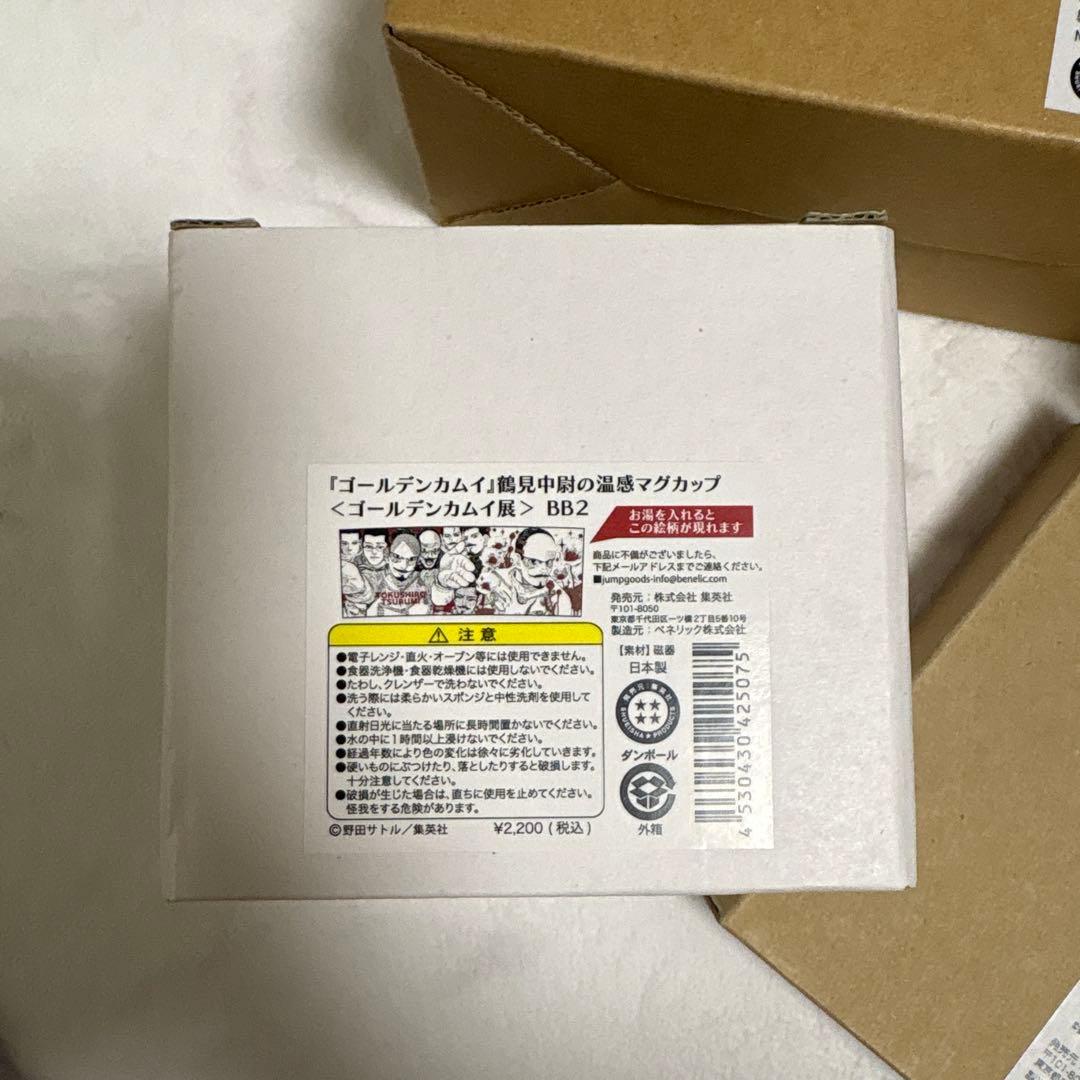 『ゴールデンカムイ』鶴見中尉の温感マグカップ
＜ゴールデンカムイ展＞ BB2
お湯を入れると
この絵柄が現れます
TOKUSHIRO
TSURUMI
商品に不備がございましたら、
下記メールアドレスまでご連絡ください。
■jumpgoods-info@benelic.com
発売元：株式会社 集英社
〒101-8050
東京都千代田区一ツ橋2丁目5番10号
製造元：ベネリック株式会社
⚠ 注意
●電子レンジ・直火・オーブン等には使用できません。
●食器洗浄機・食器乾燥機には使用しないでください。
●たわし、クレンザーで洗わないでください。
●洗う際には柔らかいスポンジと中性洗剤を使用して
ください。
●直射日光に当たる場所に長時間置かないでください。
●水の中に1時間以上浸けないでください。
●経過年数により色の変化は徐々に劣化していきます。
●硬いものにぶつけたり、落としたりすると破損します。
十分注意してください。
●破損が生じた場合は、直ちに使用を止めてください。
怪我をする危険があります。
©野田サトル／集英社
¥2,200（税込）
【素材】磁器
日本製
発売元・集英社
SHUEISHA★PRODUCTS
ダンボール
外箱
4530430425075
発売元
〒101-80
東京都